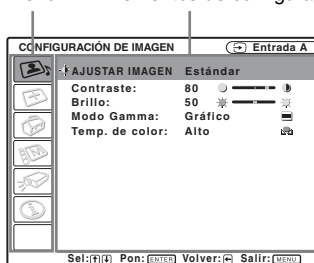 CONFIGURACIÓN DE IMAGEN Entrada A
AJUSTAR IMAGEN Estándar
Contraste: 80
Brillo: 50
Modo Gamma: Gráfico
Temp. de color: Alto
Sel: Pon: ENTER Volver: Salir: MENU